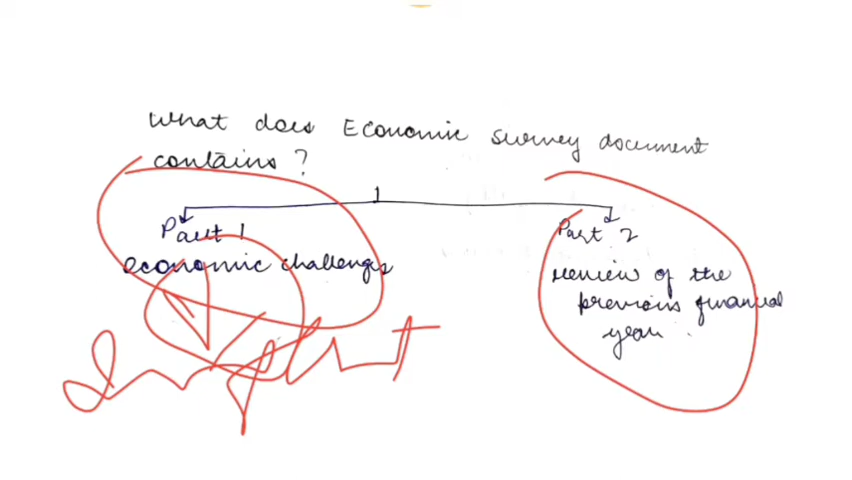 What does Economic survey document
contains?
Part 1
economic challenges
Part 2
review of the
previous financial
year.